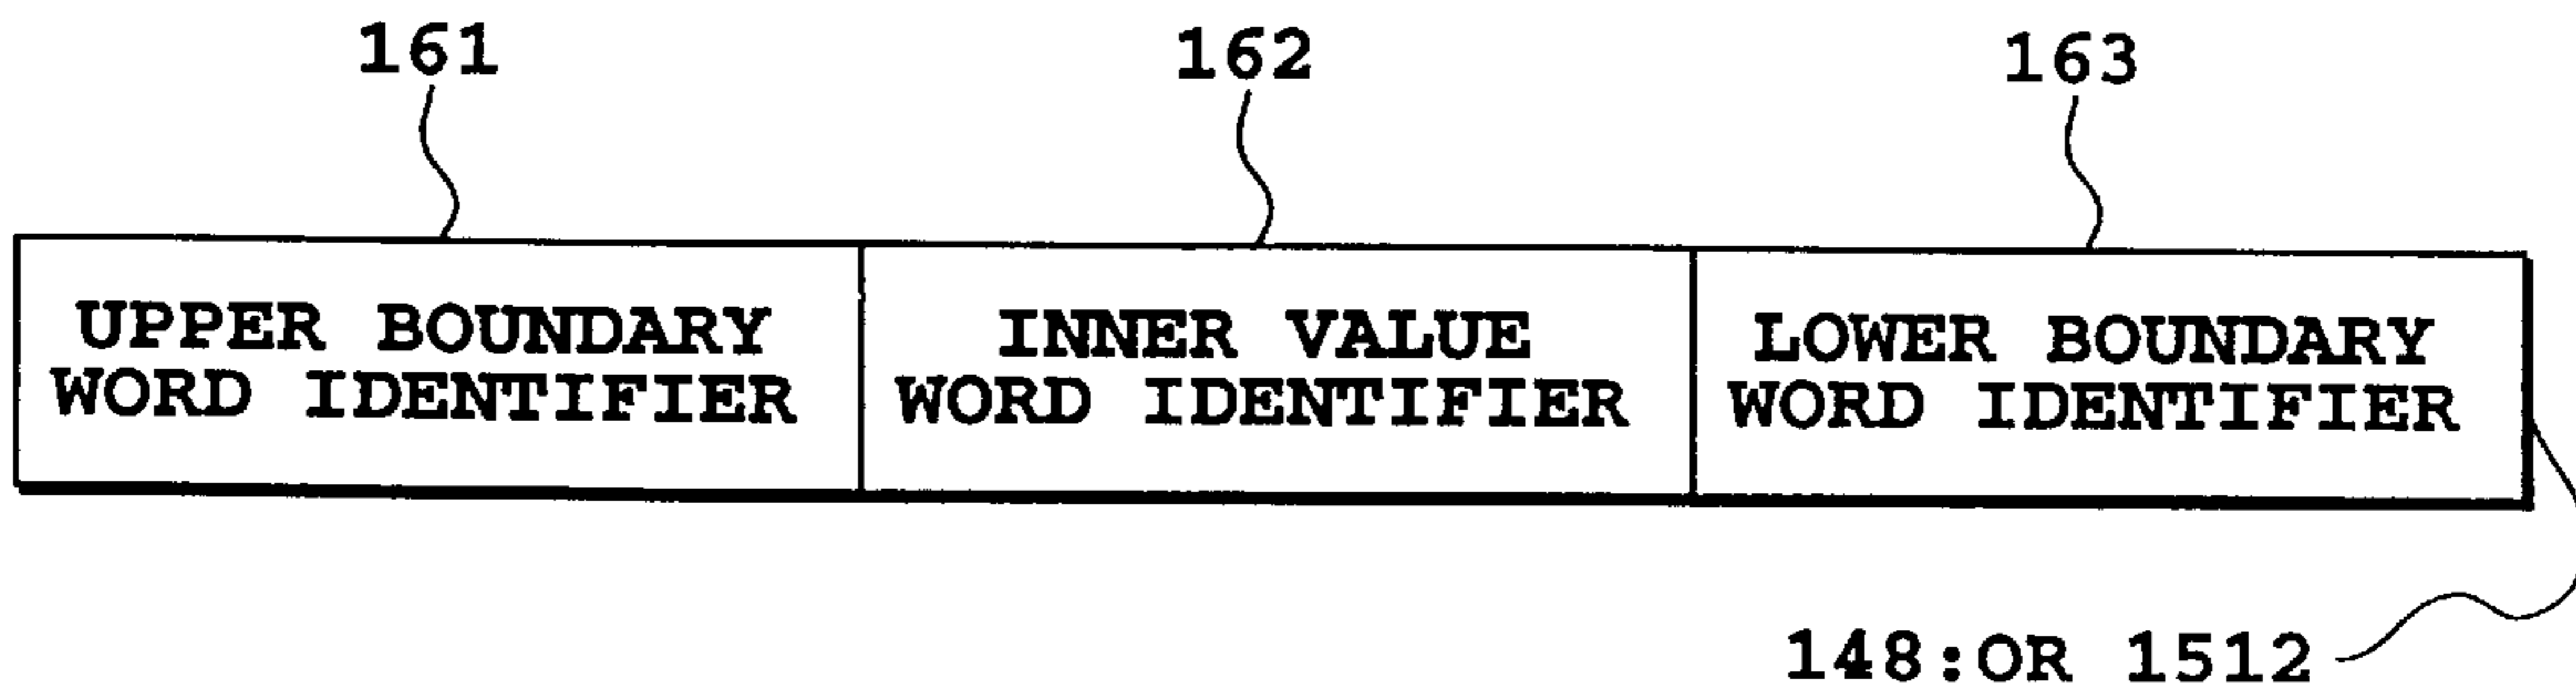 161 162 163
UPPER BOUNDARY
WORD IDENTIFIER
INNER VALUE
WORD IDENTIFIER
LOWER BOUNDARY
WORD IDENTIFIER
148:OR 1512